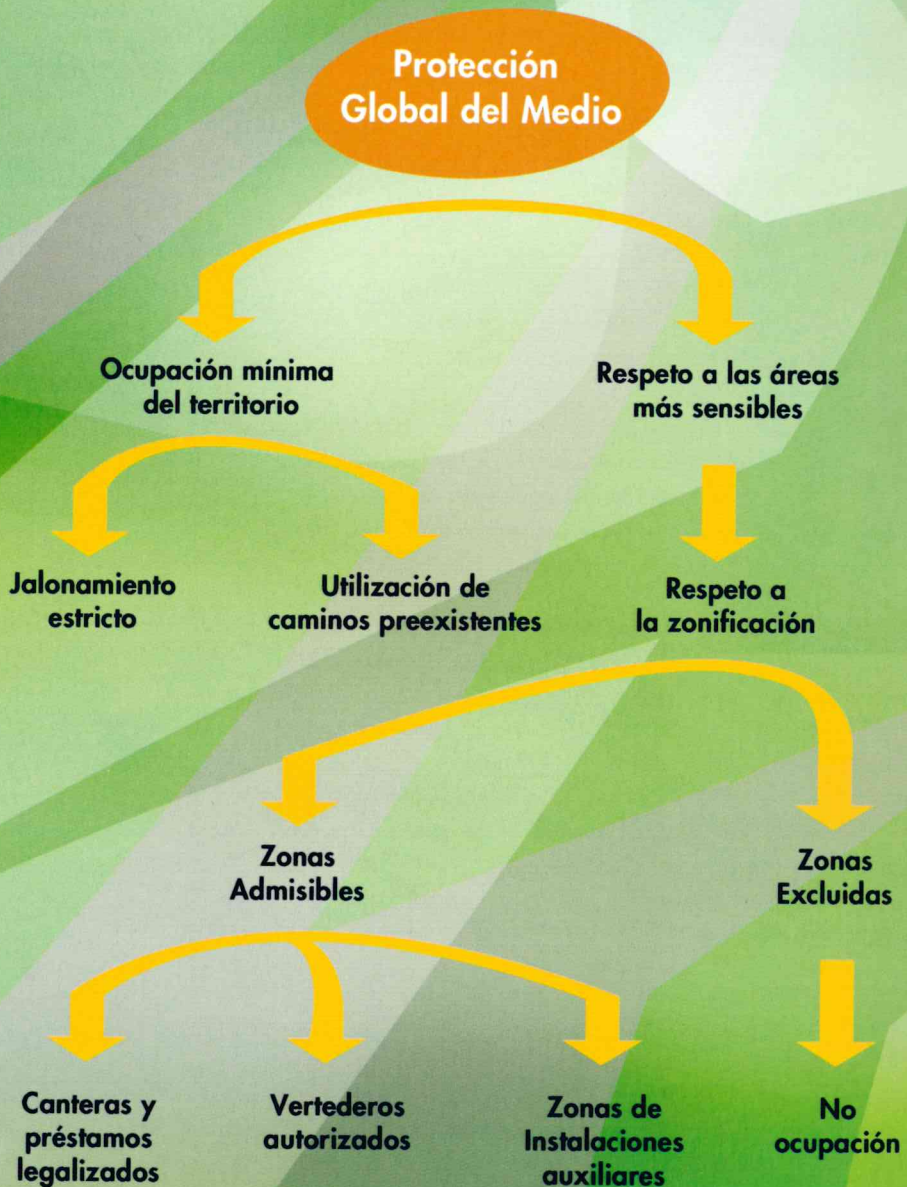 Protección
Global del Medio
Ocupación mínima
del territorio
Respeto a las áreas
más sensibles
Jalonamiento
estricto
Utilización de
caminos preexistentes
Respeto a
la zonificación
Zonas
Admisibles
Zonas
Excluidas
Canteras y
préstamos
legalizados
Vertederos
autorizados
Zonas de
Instalaciones
auxiliares
No
ocupación